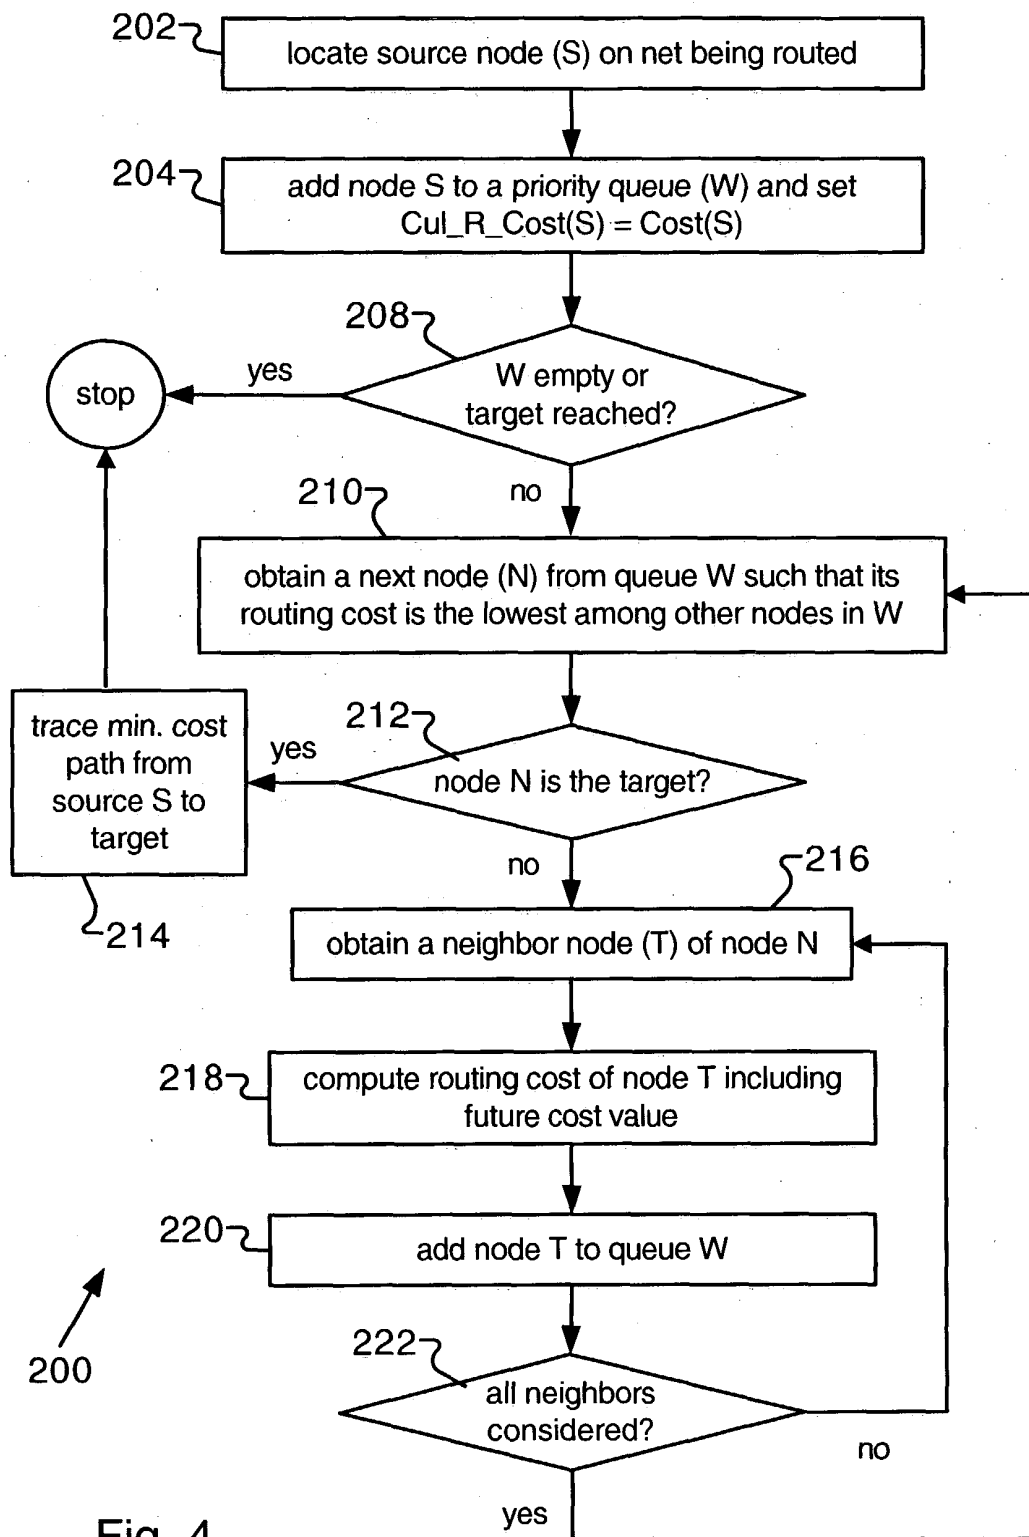 202
locate source node (S) on net being routed
204
add node S to a priority queue (W) and set
Cul_R_Cost(S) = Cost(S)
208
W empty or
target reached?
yes
stop
no
210
obtain a next node (N) from queue W such that its
routing cost is the lowest among other nodes in W
212
node N is the target?
yes
trace min. cost
path from
source S to
target
214
no
216
obtain a neighbor node (T) of node N
218
compute routing cost of node T including
future cost value
220
add node T to queue W
200
222
all neighbors
considered?
no
yes
Fig. 4